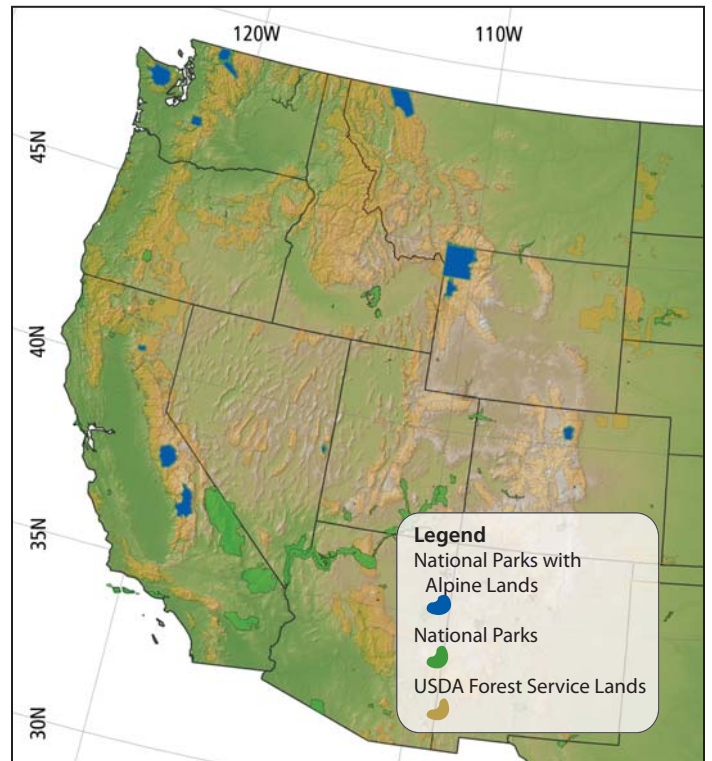 120W
110W
45N
40N
35N
30N
Legend
National Parks with
Alpine Lands
National Parks
USDA Forest Service Lands